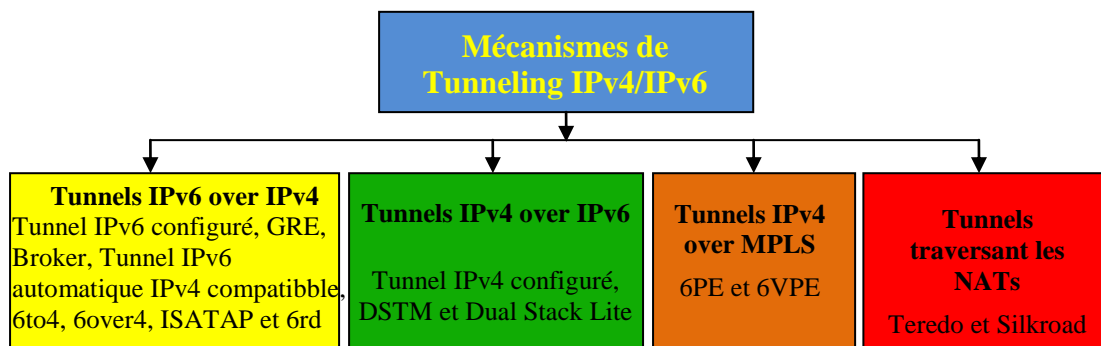 Mécanismes de
Tunneling IPv4/IPv6
Tunnels IPv6 over IPv4
Tunnel IPv6 configuré, GRE,
Broker, Tunnel IPv6
automatique IPv4 compatibble,
6to4, 6over4, ISATAP et 6rd
Tunnels IPv4 over IPv6
Tunnel IPv4 configuré,
DSTM et Dual Stack Lite
Tunnels IPv4
over MPLS
6PE et 6VPE
Tunnels
traversant les
NATs
Teredo et Silkroad